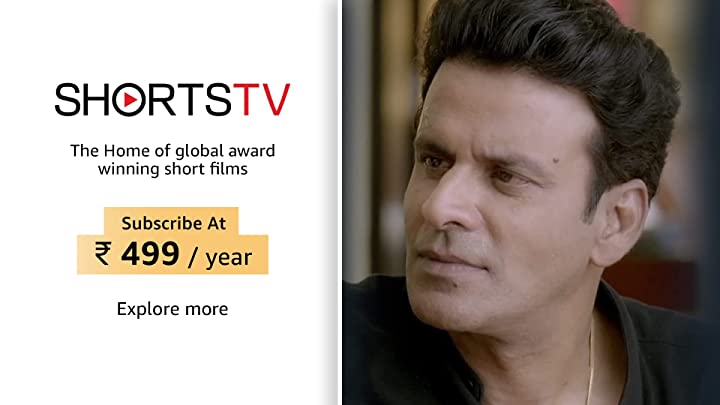 SHORTSTV
The Home of global award
winning short films
Subscribe At
₹ 499 / year
Explore more